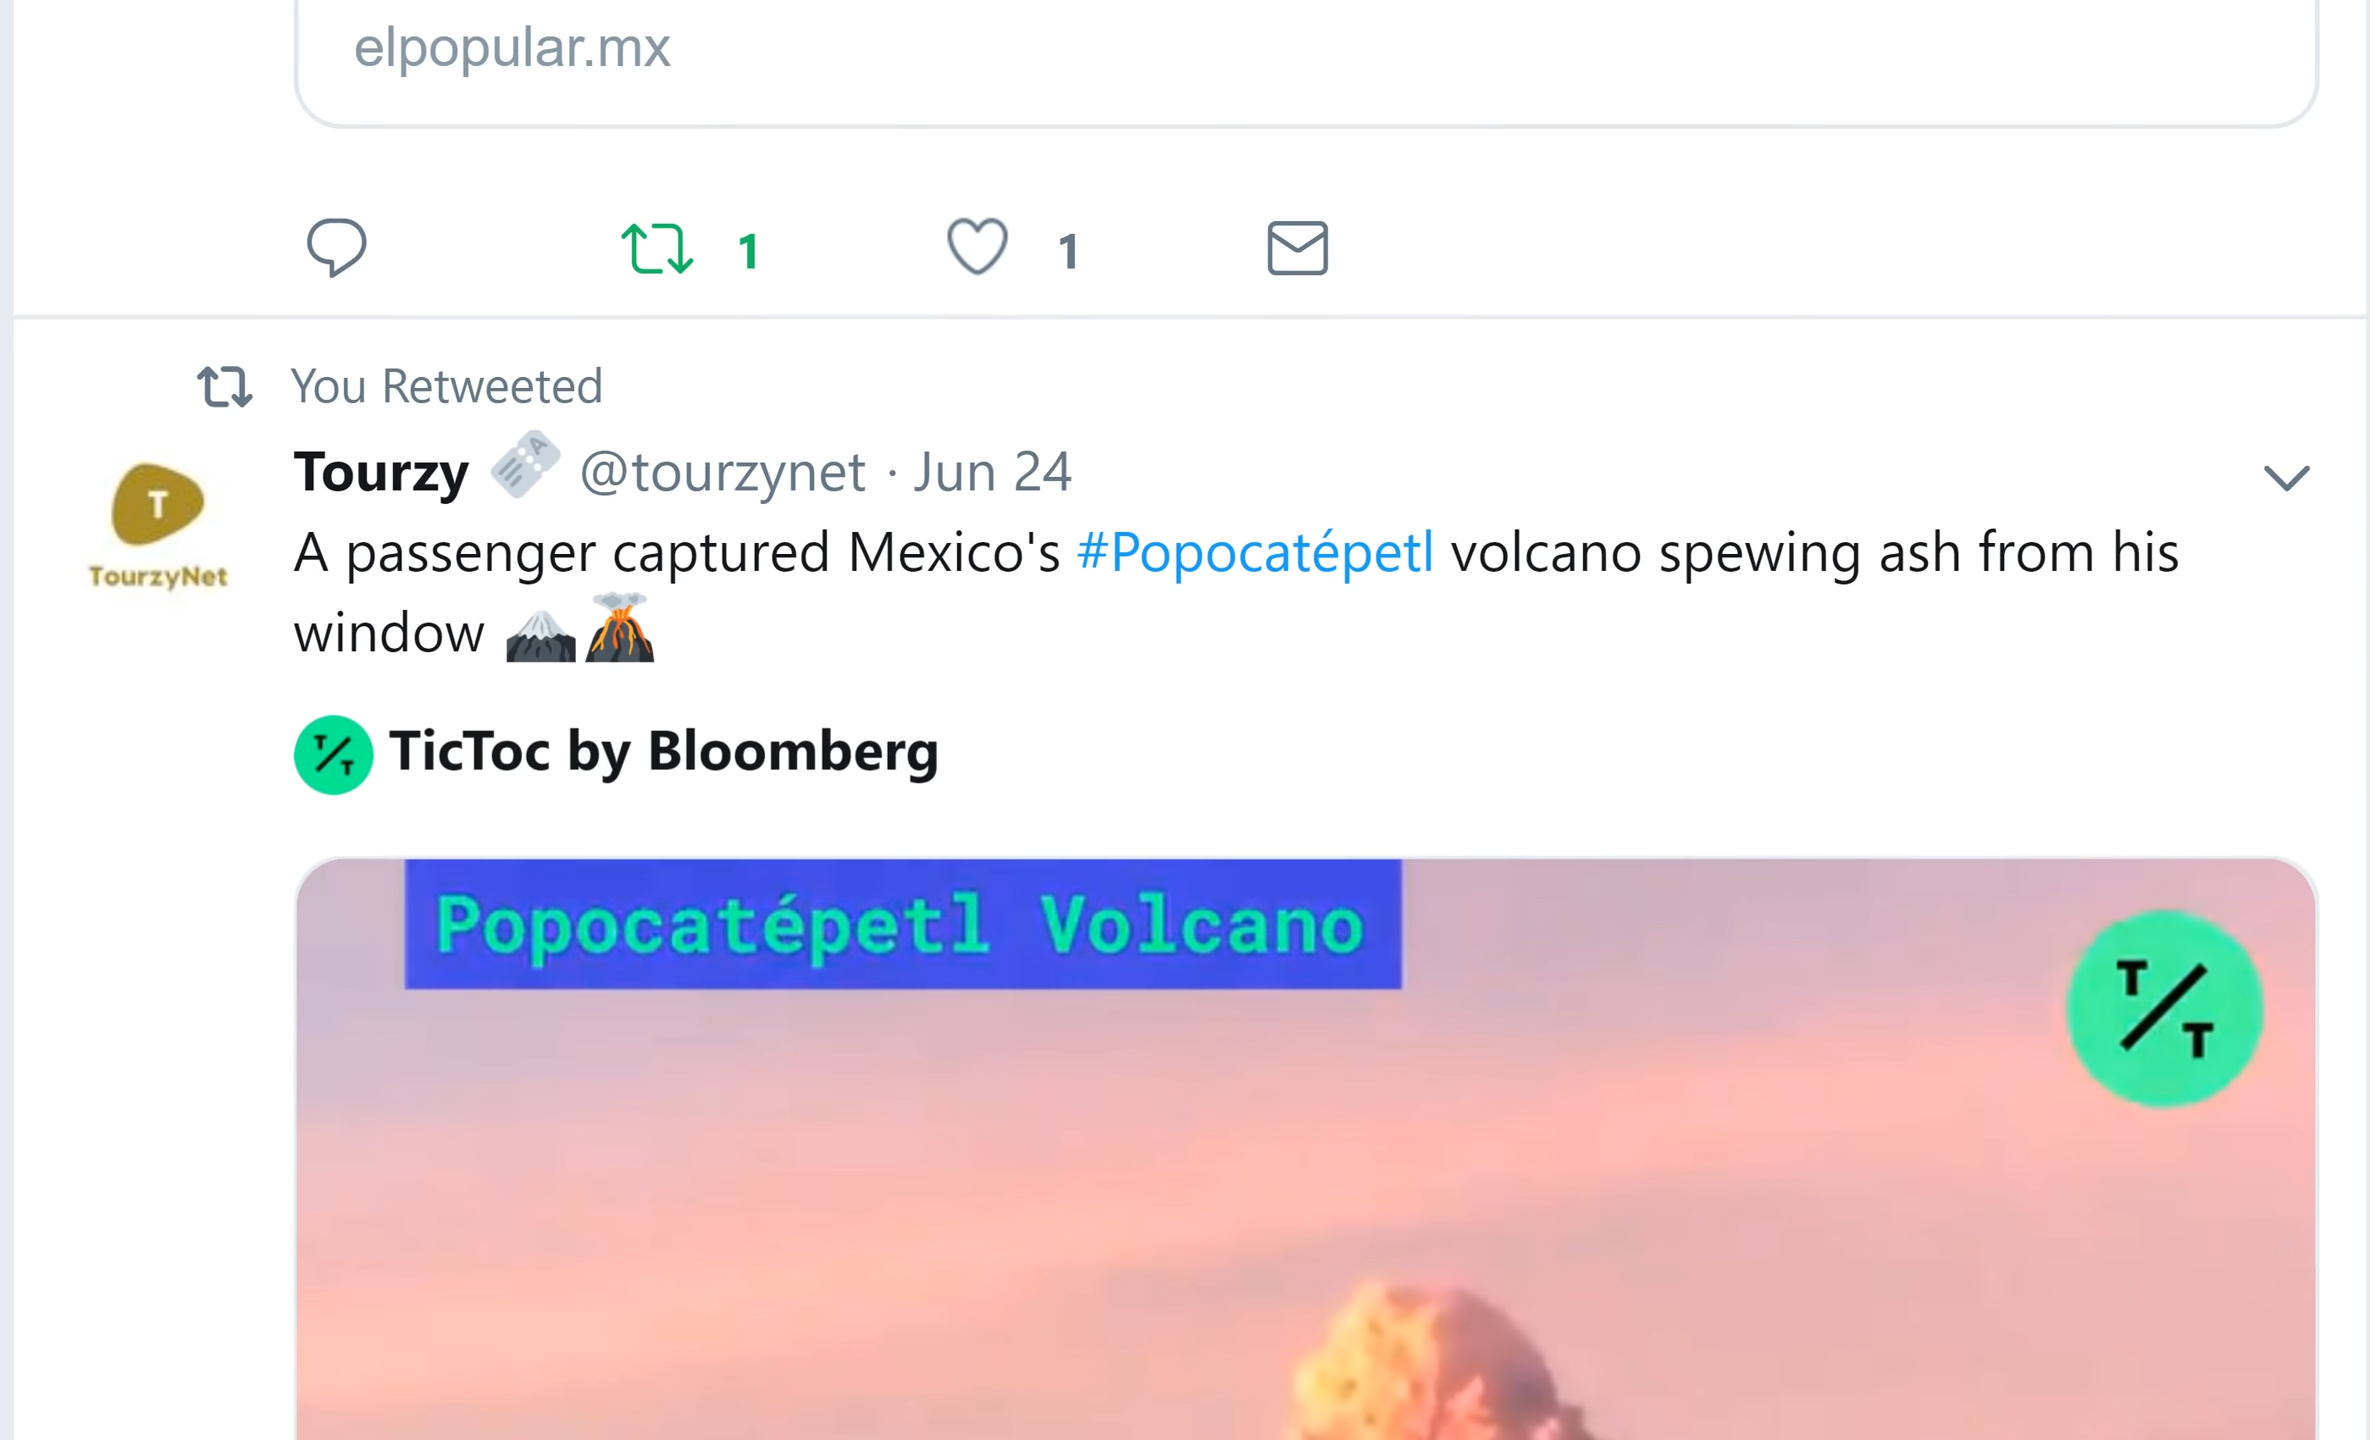 elpopular.mx
1 1
You Retweeted
Tourzy @tourzynet · Jun 24
T
TourzyNet
A passenger captured Mexico's #Popocatépetl volcano spewing ash from his
window
T/T TicToc by Bloomberg
Popocatépetl Volcano
T/T